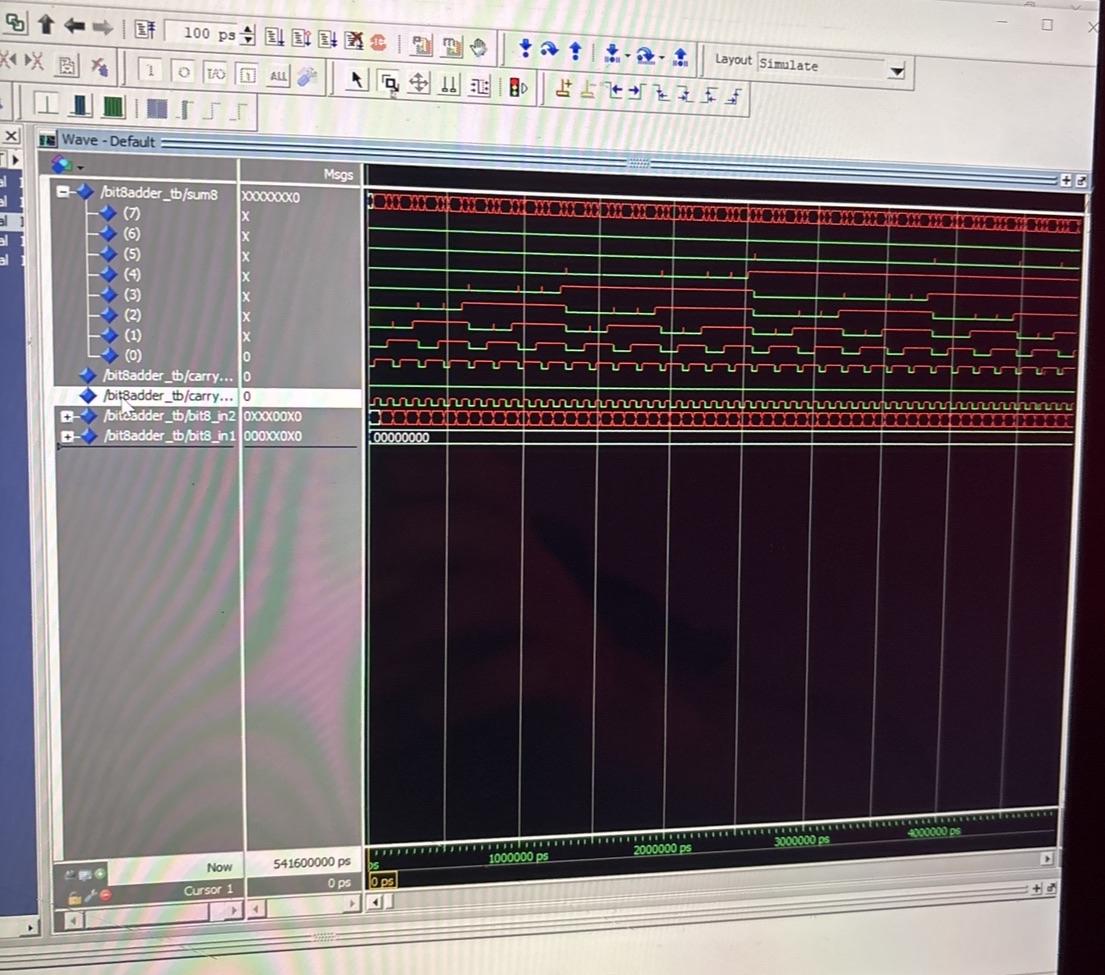 100 ps
Layout Simulate
ALL
Wave - Default
Msgs
/bit8adder_tb/sum8 XXXXXXX0
(7) X
(6) X
(5) X
(4) X
(3) X
(2) X
(1) X
(0) 0
/bit8adder_tb/carry... 0
/bit8adder_tb/carry... 0
/bit8adder_tb/bit8_in2 0XXX00X0
/bit8adder_tb/bit8_in1 000XX0X0 00000000
Now 541600000 ps ps 1000000 ps 2000000 ps 3000000 ps 4000000 ps
Cursor 1 0 ps 0 ps